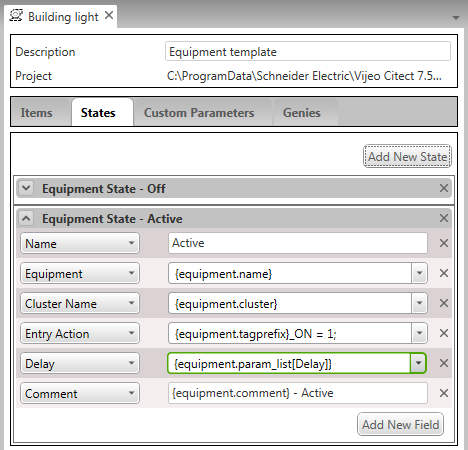 Building light
Description Equipment template
Project C:\ProgramData\Schneider Electric\Vijeo Citect 7.5...
Items States Custom Parameters Genies
Add New State
Equipment State - Off
Equipment State - Active
Name Active
Equipment {equipment.name}
Cluster Name {equipment.cluster}
Entry Action {equipment.tagprefix}_ON = 1;
Delay {equipment.param_list[Delay]}
Comment {equipment.comment} - Active
Add New Field